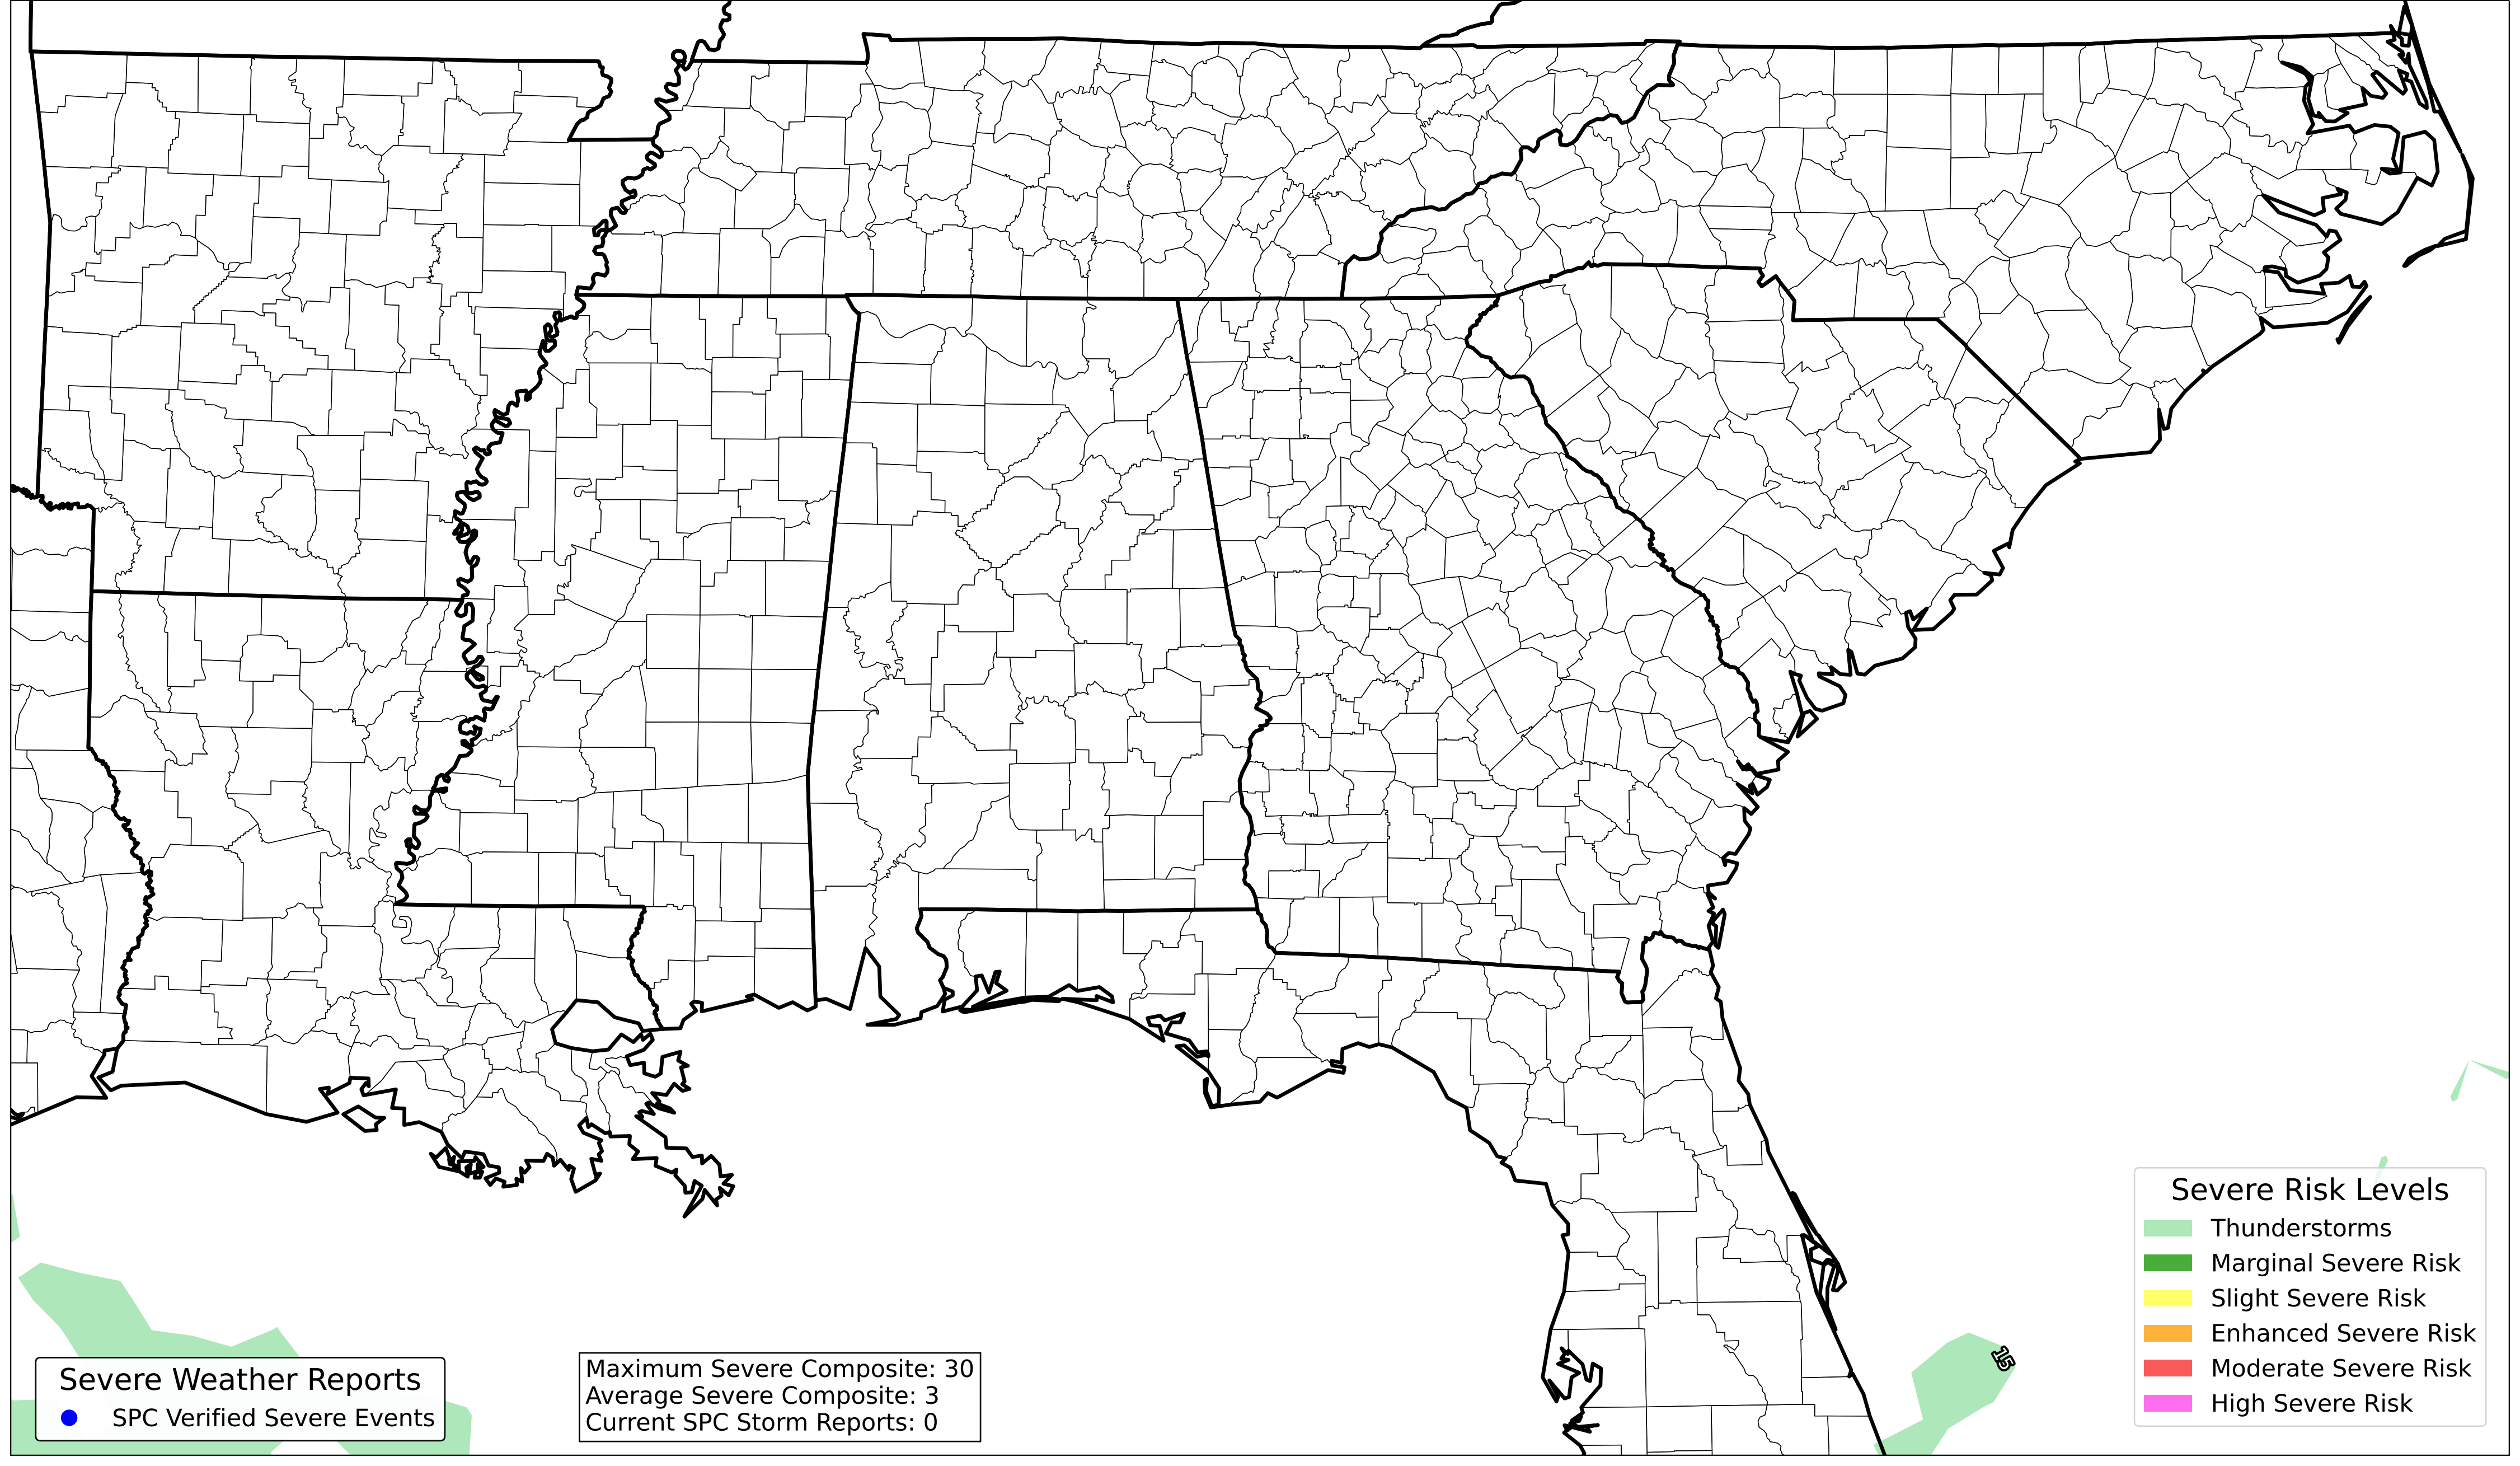 15
Severe Risk Levels
Thunderstorms
Marginal Severe Risk
Slight Severe Risk
Enhanced Severe Risk
Moderate Severe Risk
High Severe Risk
Severe Weather Reports
SPC Verified Severe Events
Maximum Severe Composite: 30
Average Severe Composite: 3
Current SPC Storm Reports: 0